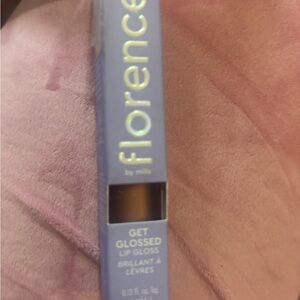 florence
by mills
GET
GLOSSED
LIP GLOSS
BRILLANT À
LÈVRES